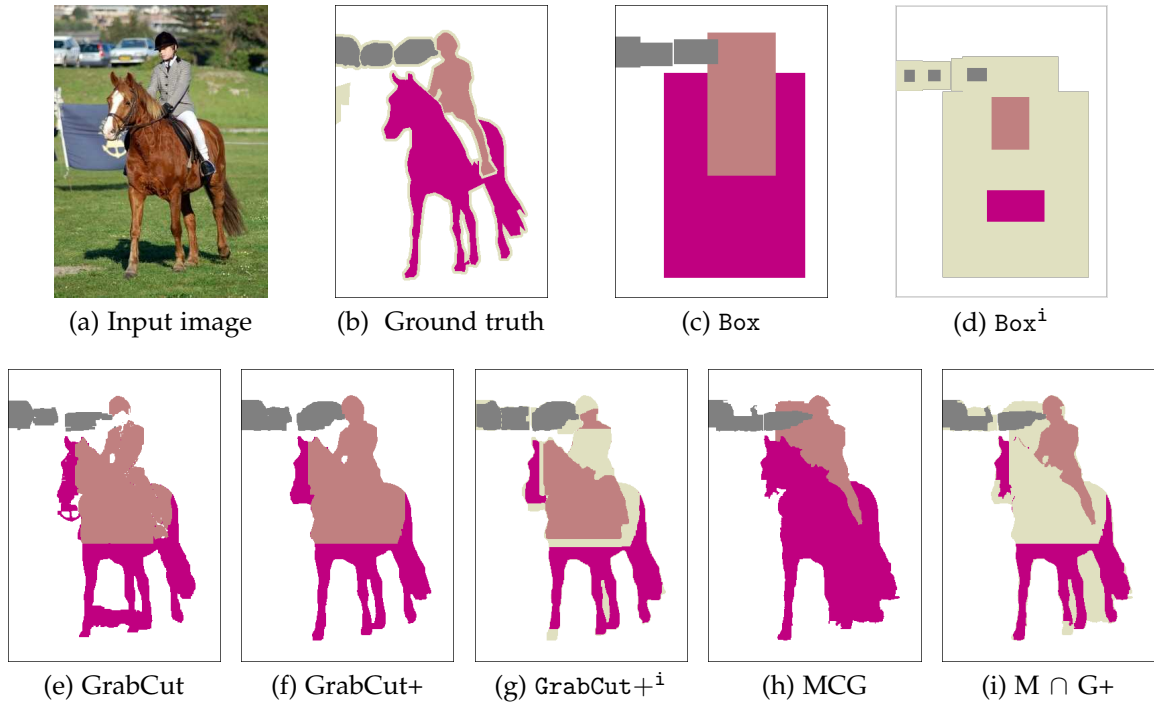 (a) Input image
(b) Ground truth
(c) Box
(d) Boxⁱ
(e) GrabCut
(f) GrabCut+
(g) GrabCut+ⁱ
(h) MCG
(i) M ∩ G+